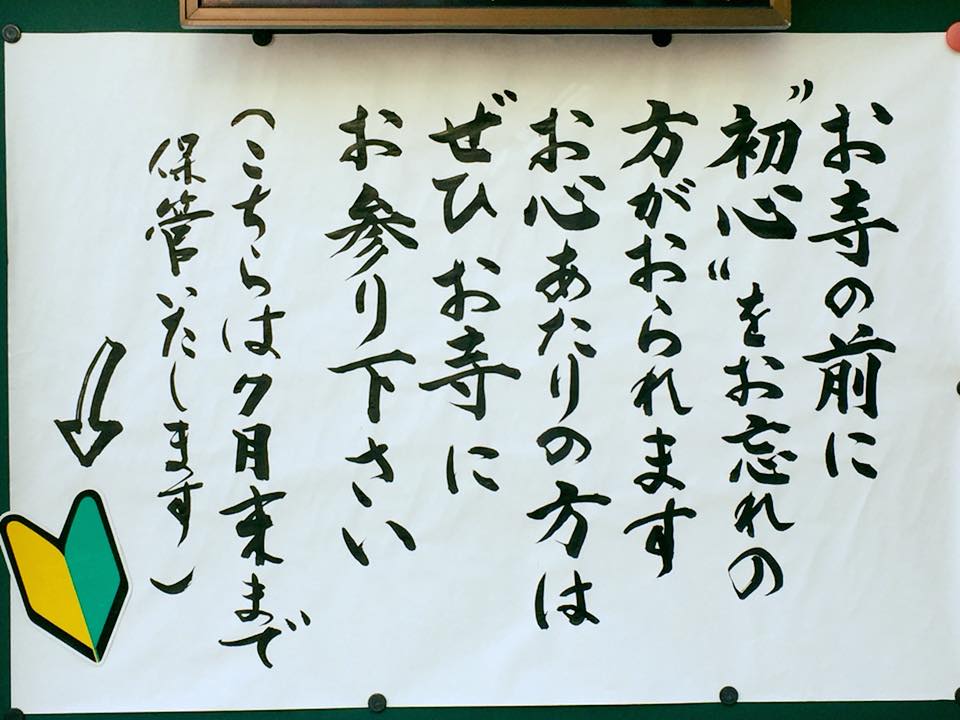 お寺の前に
〝初心〟をお忘れの
方がおられます
お心あたりの方は
ぜひお寺に
お参り下さい
(こちらは7月末まで
保管いたします)